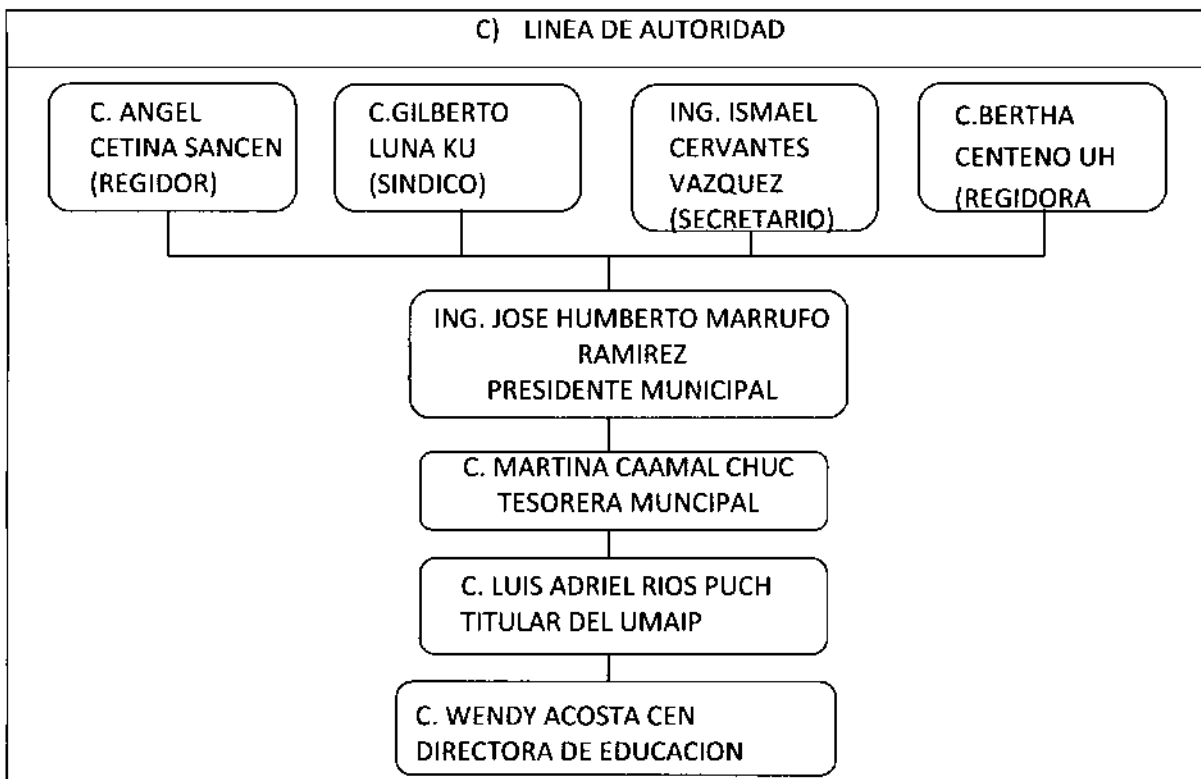 C) LINEA DE AUTORIDAD
C. ANGEL
CETINA SANCEN
(REGIDOR)
C.GILBERTO
LUNA KU
(SINDICO)
ING. ISMAEL
CERVANTES
VAZQUEZ
(SECRETARIO)
C.BERTHA
CENTENO UH
(REGIDORA
ING. JOSE HUMBERTO MARRUFO
RAMIREZ
PRESIDENTE MUNICIPAL
C. MARTINA CAAMAL CHUC
TESORERA MUNCIPAL
C. LUIS ADRIEL RIOS PUCH
TITULAR DEL UMAIP
C. WENDY ACOSTA CEN
DIRECTORA DE EDUCACION